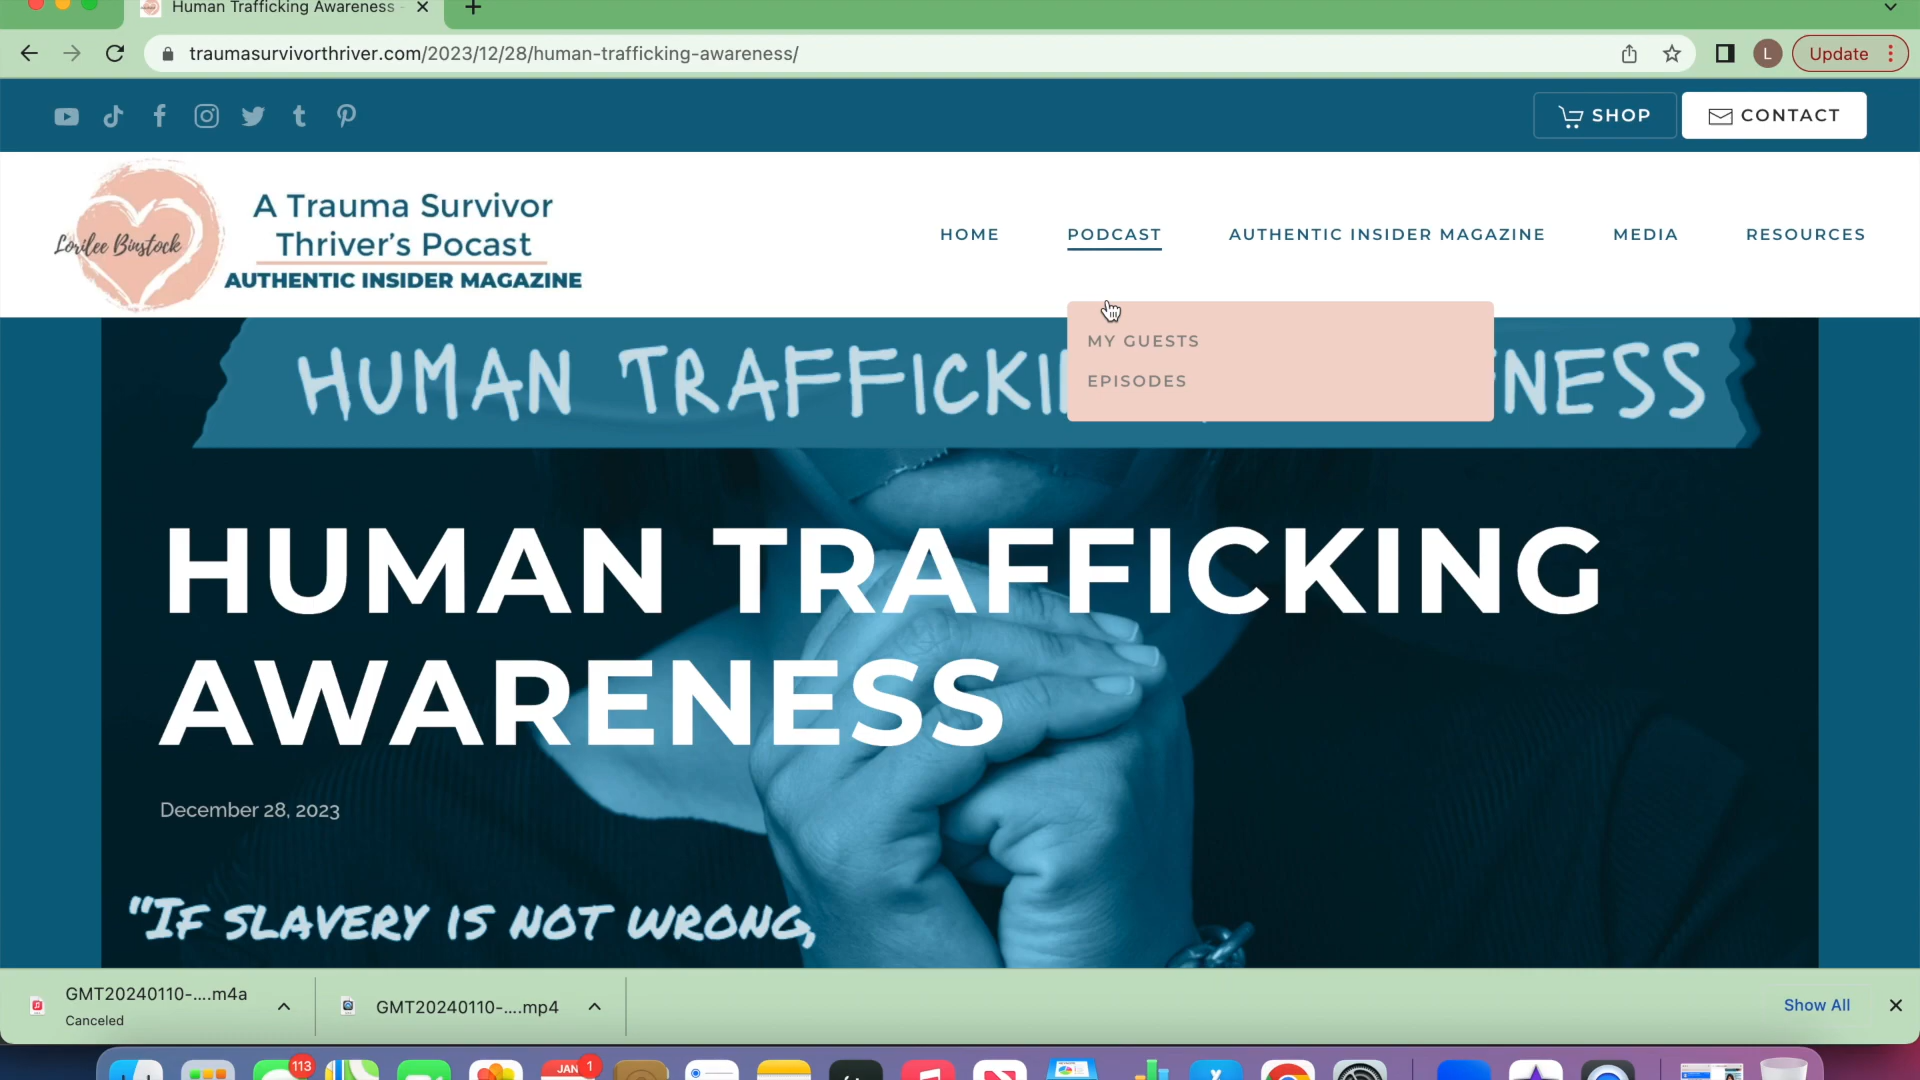 Human Trafficking Awareness -
traumasurvivorthriver.com/2023/12/28/human-trafficking-awareness/
L
Update
SHOP
CONTACT
Lorilee Binstock
A Trauma Survivor
Thriver's Pocast
AUTHENTIC INSIDER MAGAZINE
HOME
PODCAST
AUTHENTIC INSIDER MAGAZINE
MEDIA
RESOURCES
MY GUESTS
EPISODES
HUMAN
HUMAN TRAFFICKING
AWARENESS
December 28, 2023
"IF SLAVERY IS NOT WRONG,
GMT20240110-....m4a
Canceled
GMT20240110-....mp4
Show All
113
JAN
1